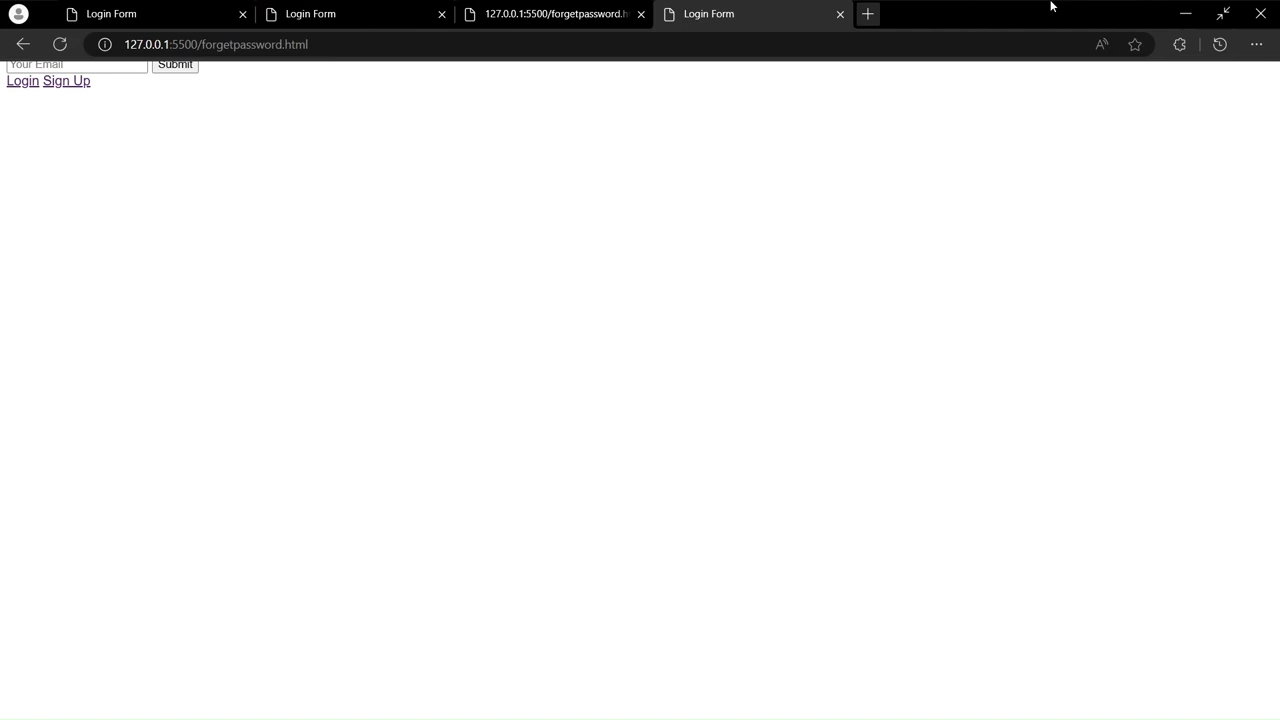 Login Form
Login Form
127.0.0.1:5500/forgetpassword.h
Login Form
127.0.0.1:5500/forgetpassword.html
Your Email Submit
Login Sign Up